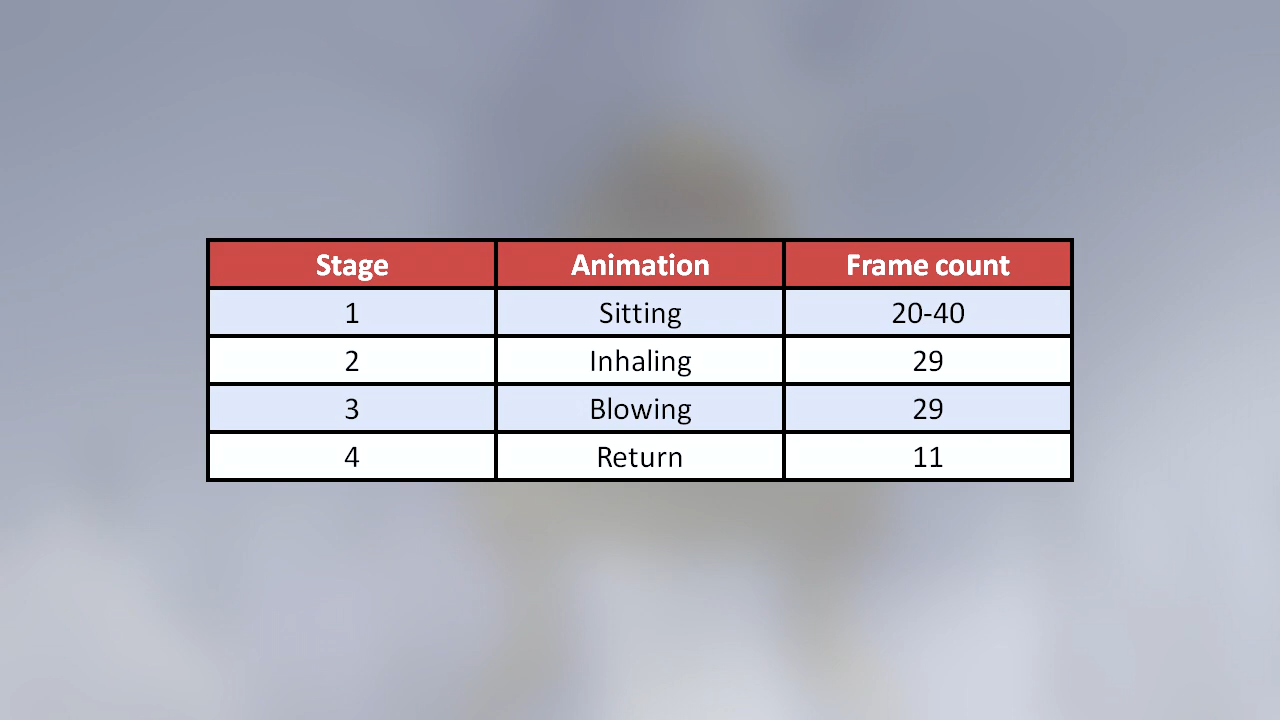 Stage Animation Frame count
1 Sitting 20-40
2 Inhaling 29
3 Blowing 29
4 Return 11